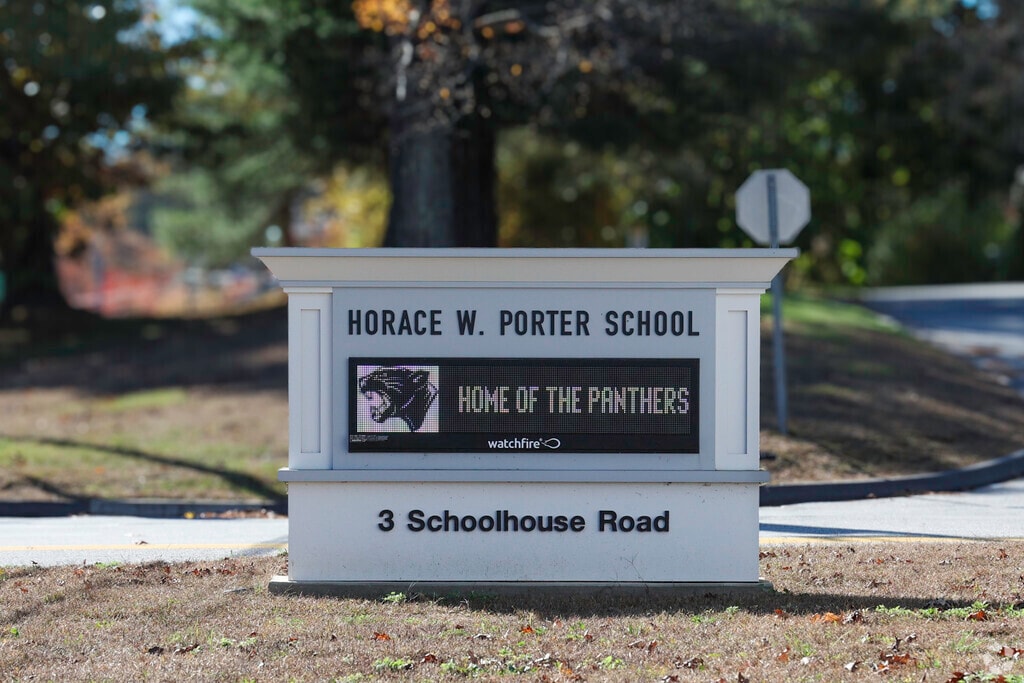 HORACE W. PORTER SCHOOL
HOME OF THE PANTHERS
watchfire
3 Schoolhouse Road